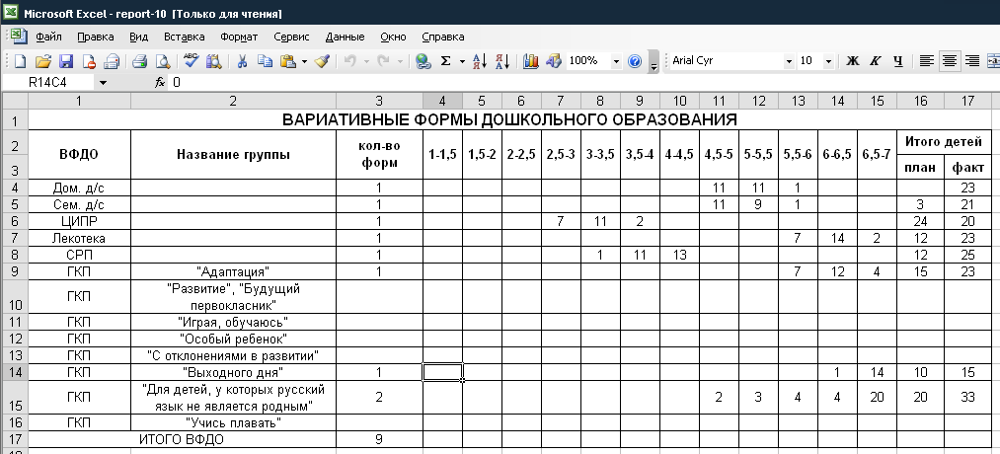 Microsoft Excel - report-10 [Только для чтения]
Файл Правка Вид Вставка Формат Сервис Данные Окно Справка
100% Arial Cyr 10 Ж К Ч
R14C4 fx 0
1 2 3 4 5 6 7 8 9 10 11 12 13 14 15 16 17
1 ВАРИАТИВНЫЕ ФОРМЫ ДОШКОЛЬНОГО ОБРАЗОВАНИЯ
2 ВФДО Название группы кол-во форм 1-1,5 1,5-2 2-2,5 2,5-3 3-3,5 3,5-4 4-4,5 4,5-5 5-5,5 5,5-6 6-6,5 6,5-7 Итого детей
3 план факт
4 Дом. д/с 1 11 11 1 23
5 Сем. д/с 1 11 9 1 3 21
6 ЦИПР 1 7 11 2 24 20
7 Лекотека 1 7 14 2 12 23
8 СРП 1 1 11 13 12 25
9 ГКП "Адаптация" 1 7 12 4 15 23
10 ГКП "Развитие", "Будущий
первокласник"
11 ГКП "Играя, обучаюсь"
12 ГКП "Особый ребенок"
13 ГКП "С отклонениями в развитии"
14 ГКП "Выходного дня" 1 1 14 10 15
15 ГКП "Для детей, у которых русский
язык не является родным" 2 2 3 4 4 20 20 33
16 ГКП "Учись плавать"
17 ИТОГО ВФДО 9